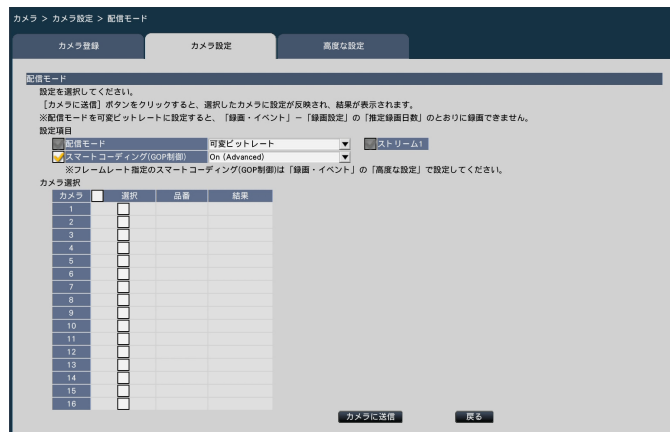 カメラ > カメラ設定 > 配信モード
カメラ登録 カメラ設定 高度な設定
配信モード
設定を選択してください。
［カメラに送信］ボタンをクリックすると、選択したカメラに設定が反映され、結果が表示されます。
※配信モードを可変ビットレートに設定すると、「録画・イベント」－「録画設定」の「推定録画日数」のとおりに録画できません。
設定項目
配信モード 可変ビットレート ストリーム1
スマートコーディング(GOP制御) On (Advanced)
※フレームレート指定のスマートコーディング(GOP制御)は「録画・イベント」の「高度な設定」で設定してください。
カメラ選択
カメラ 選択 品番 結果
1
2
3
4
5
6
7
8
9
10
11
12
13
14
15
16
カメラに送信 戻る